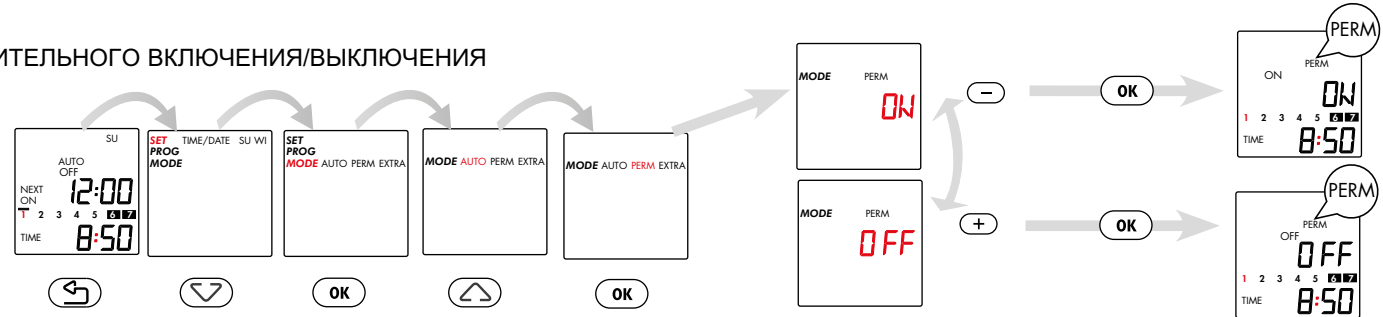 ИТЕЛЬНОГО ВКЛЮЧЕНИЯ/ВЫКЛЮЧЕНИЯ
SU
AUTO
OFF
NEXT
ON
12:00
1 2 3 4 5 6 7
TIME
8:50
SET TIME/DATE SU WI
PROG
MODE
SET
PROG
MODE AUTO PERM EXTRA
OK
MODE AUTO PERM EXTRA
MODE AUTO PERM EXTRA
OK
MODE PERM
ON
MODE PERM
OFF
OK
OK
PERM
PERM
ON
ON
1 2 3 4 5 6 7
TIME
8:50
PERM
PERM
OFF
OFF
1 2 3 4 5 6 7
TIME
8:50